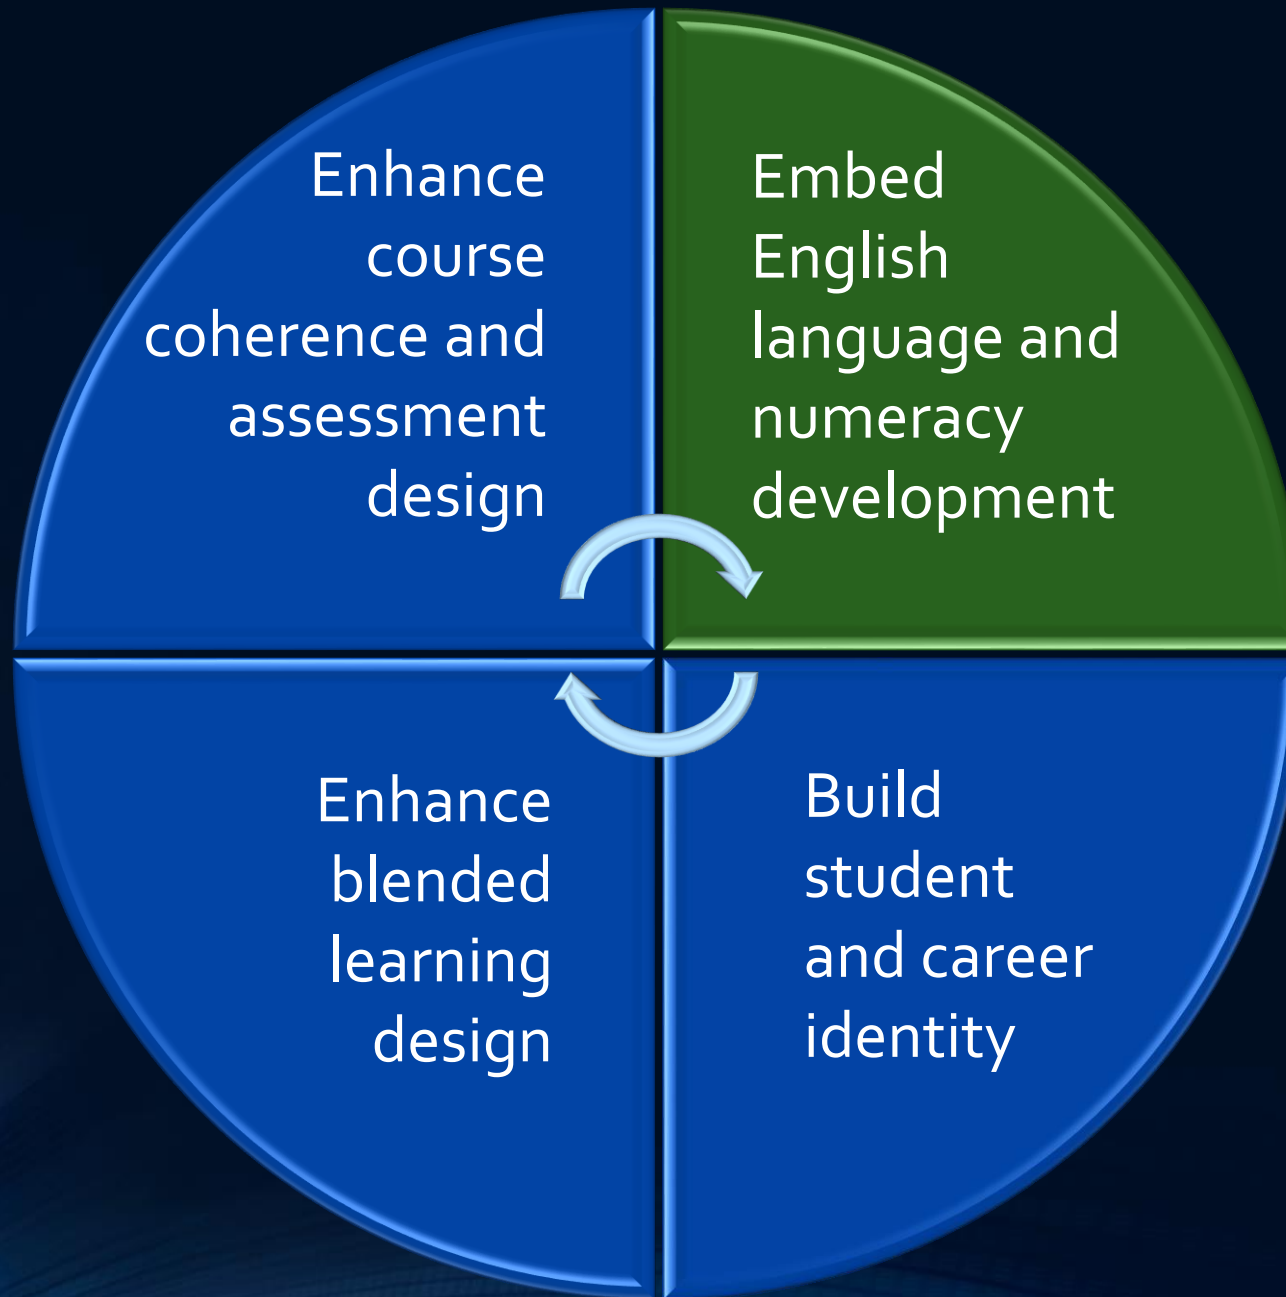 Enhance
course
coherence and
assessment
design
Embed
English
language and
numeracy
development
Enhance
blended
learning
design
Build
student
and career
identity